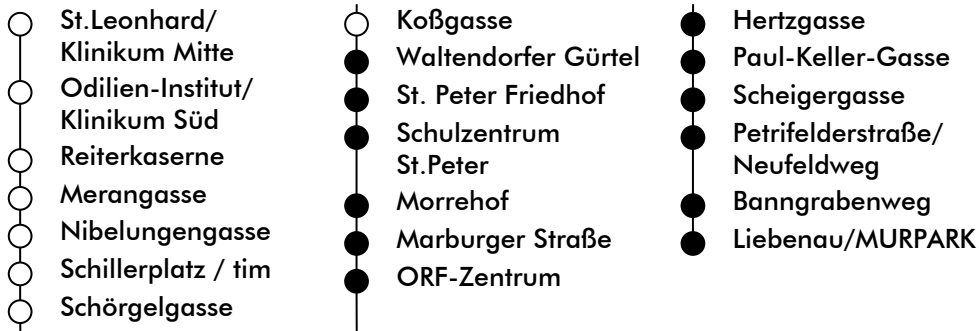 St.Leonhard/
Klinikum Mitte
Odilien-Institut/
Klinikum Süd
Reiterkaserne
Merangasse
Nibelungengasse
Schillerplatz / tim
Schörgelgasse
Koßgasse
Waltendorfer Gürtel
St. Peter Friedhof
Schulzentrum
St.Peter
Morrehof
Marburger Straße
ORF-Zentrum
Hertzgasse
Paul-Keller-Gasse
Scheigergasse
Petrifelderstraße/
Neufeldweg
Banngrabenweg
Liebenau/MURPARK